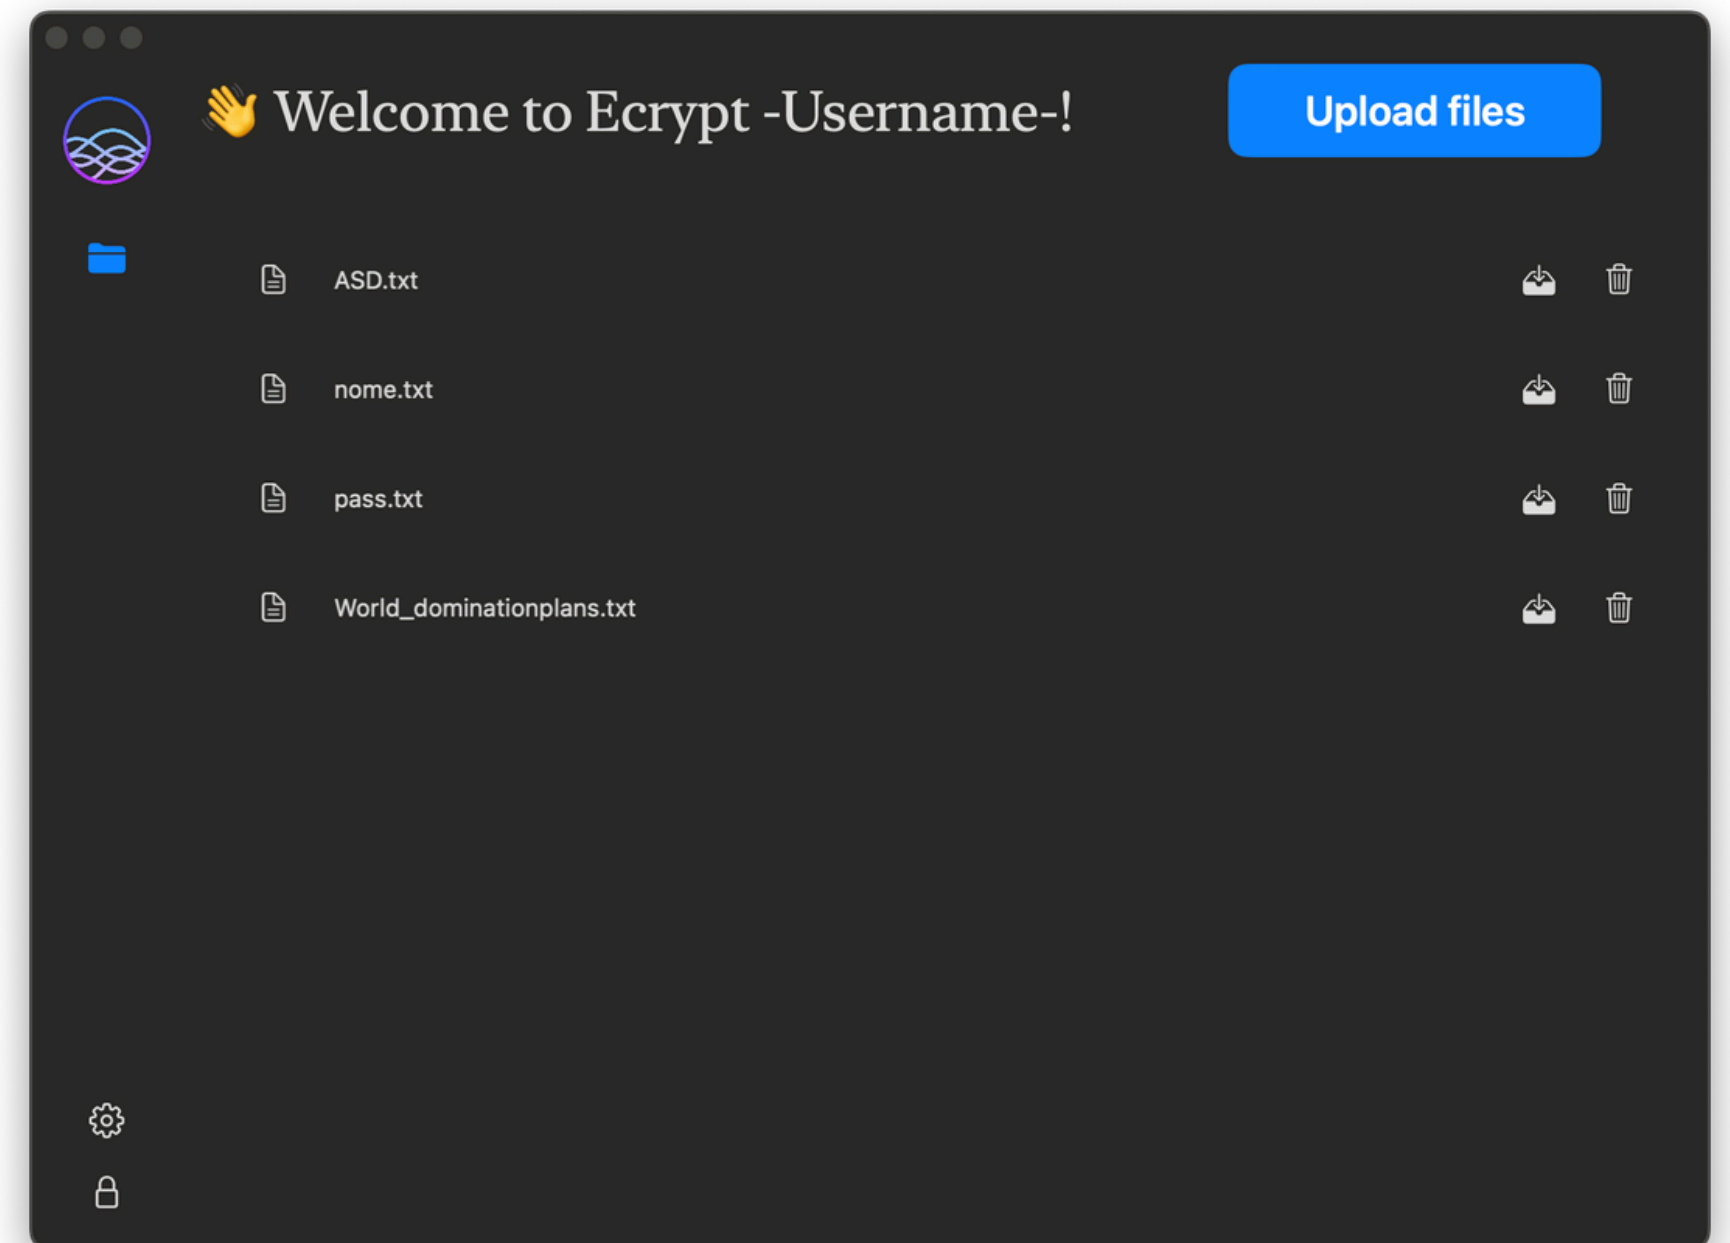 👋 Welcome to Ecrypt -Username-!
Upload files
ASD.txt
nome.txt
pass.txt
World_dominationplans.txt